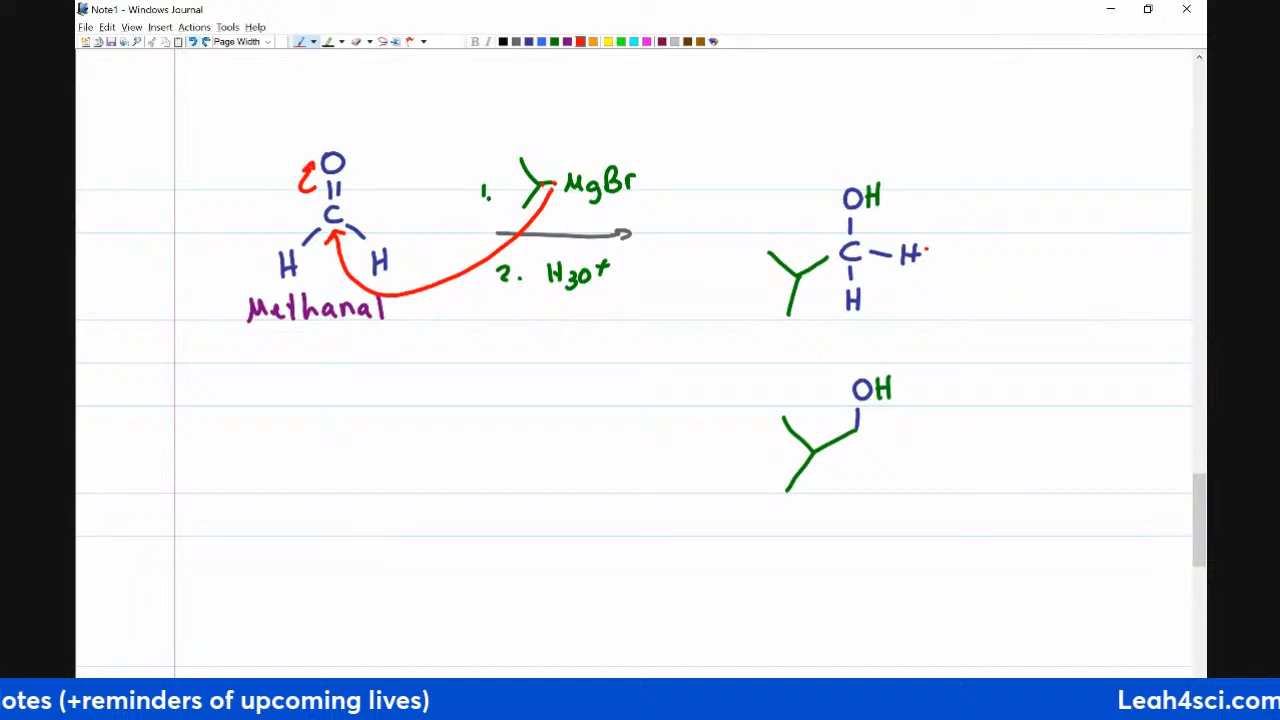 Note1 - Windows Journal
File Edit View Insert Actions Tools Help
Page Width
B I
O
C
H H
Methanal
1. MgBr
2. H3O+
OH
C H
H
OH
otes (+reminders of upcoming lives)
Leah4sci.com